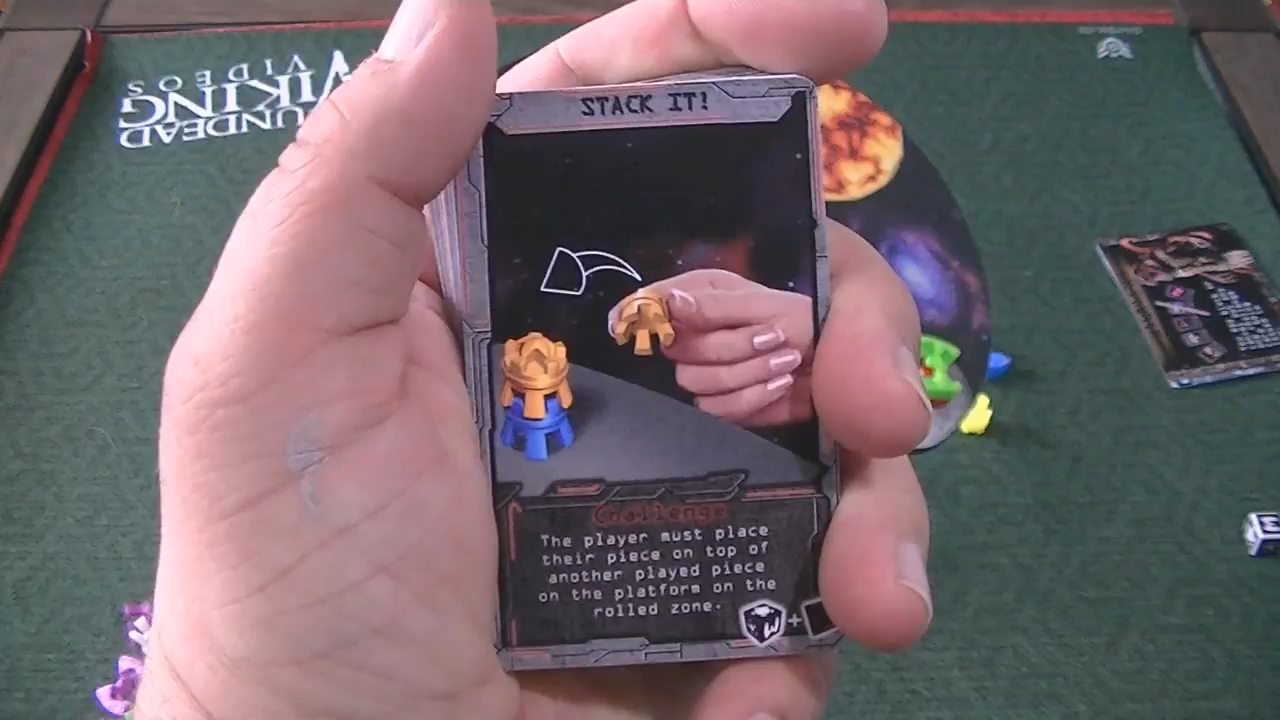 STACK IT!
Challenge
The player must place
their piece on top of
another played piece
on the platform on the
rolled zone.
+
UNDEAD
VIKING
VIDEOS